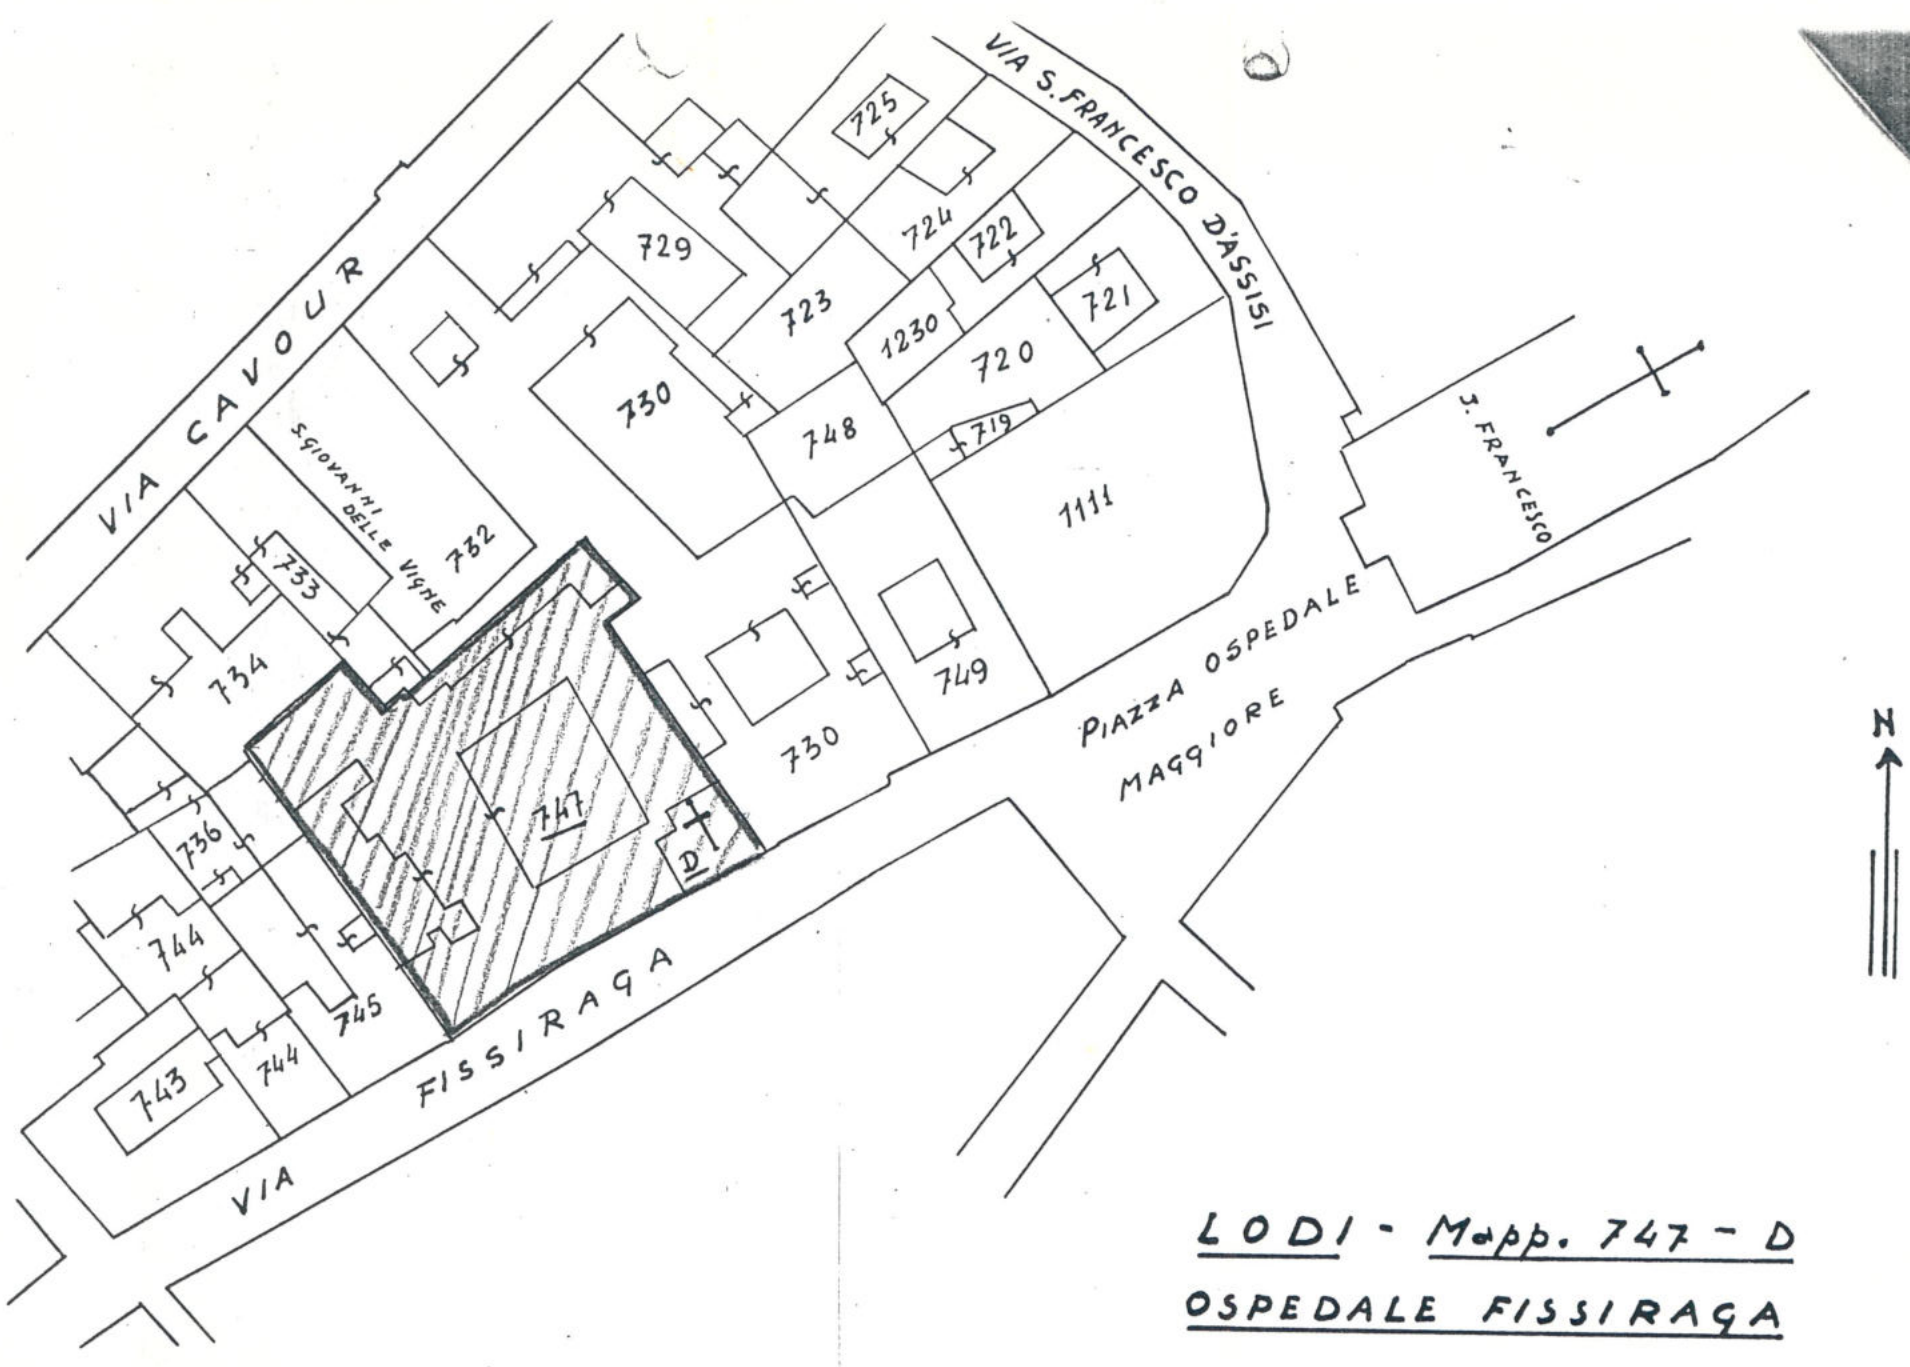 VIA S. FRANCESCO D'ASSISI
725
724
722
729
721
723
1230
VIA CAVOUR
720
730
719
748
S. FRANCESCO
S. GIOVANNI
DELLE VIGNE
732
1111
733
734
749
PIAZZA OSPEDALE
MAGGIORE
730
N
747
736
D
744
745
744
743
VIA FISSIRAGA
LODI - Mapp. 747 - D
OSPEDALE FISSIRAGA